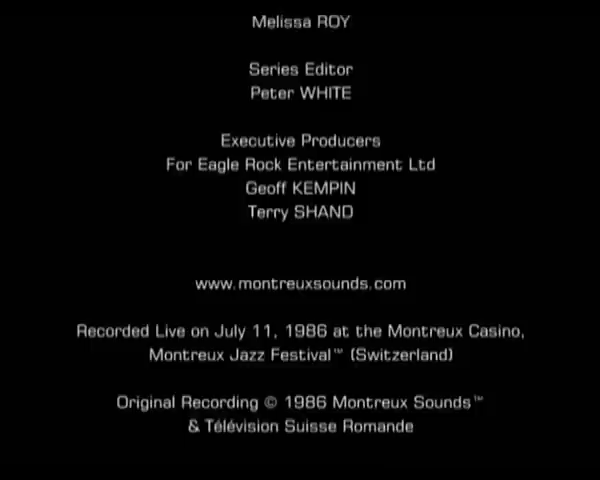 Melissa ROY
Series Editor
Peter WHITE
Executive Producers
For Eagle Rock Entertainment Ltd
Geoff KEMPIN
Terry SHAND
www.montreuxsounds.com
Recorded Live on July 11, 1986 at the Montreux Casino,
Montreux Jazz Festival™ (Switzerland)
Original Recording © 1986 Montreux Sounds™
& Télévision Suisse Romande